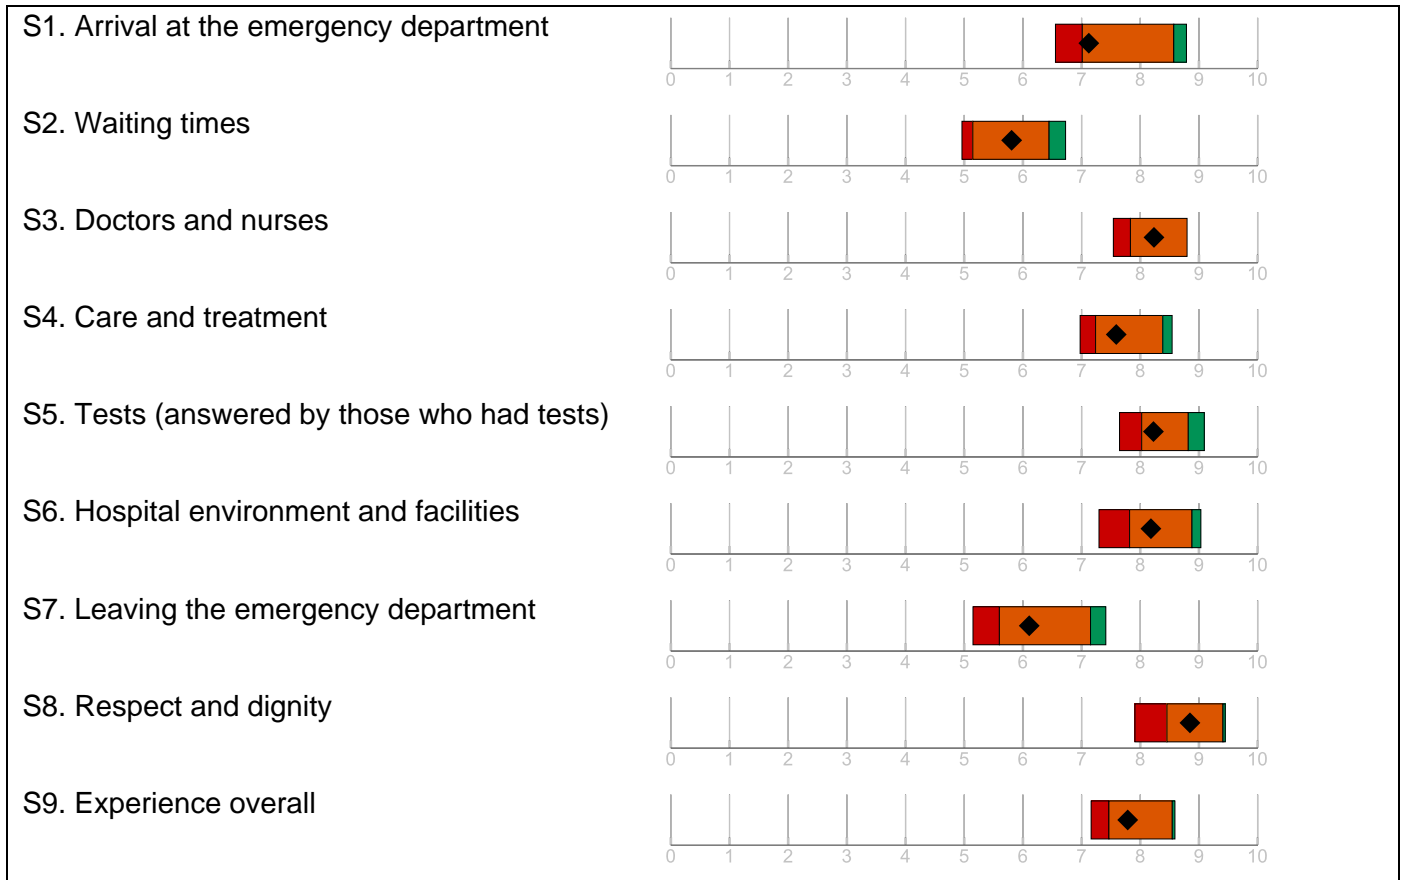 S1. Arrival at the emergency department
0 1 2 3 4 5 6 7 8 9 10
S2. Waiting times
0 1 2 3 4 5 6 7 8 9 10
S3. Doctors and nurses
0 1 2 3 4 5 6 7 8 9 10
S4. Care and treatment
0 1 2 3 4 5 6 7 8 9 10
S5. Tests (answered by those who had tests)
0 1 2 3 4 5 6 7 8 9 10
S6. Hospital environment and facilities
0 1 2 3 4 5 6 7 8 9 10
S7. Leaving the emergency department
0 1 2 3 4 5 6 7 8 9 10
S8. Respect and dignity
0 1 2 3 4 5 6 7 8 9 10
S9. Experience overall
0 1 2 3 4 5 6 7 8 9 10